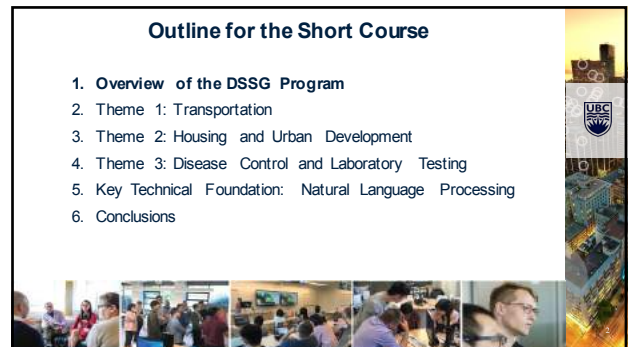 Outline for the Short Course
1. Overview of the DSSG Program
2. Theme 1: Transportation
3. Theme 2: Housing and Urban Development
4. Theme 3: Disease Control and Laboratory Testing
5. Key Technical Foundation: Natural Language Processing
6. Conclusions
UBC
2